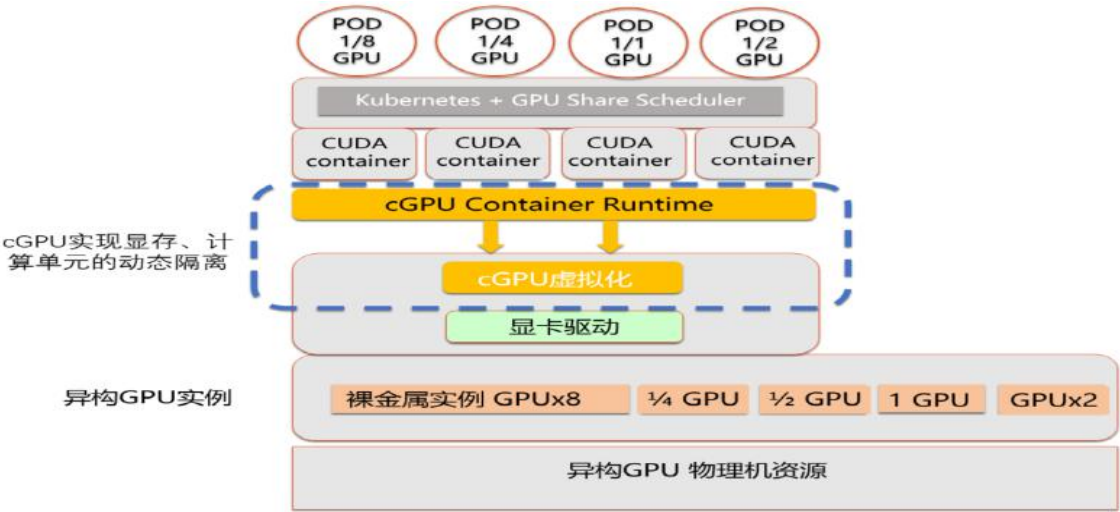 POD
1/8
GPU
POD
1/4
GPU
POD
1/1
GPU
POD
1/2
GPU
Kubernetes + GPU Share Scheduler
CUDA
container
CUDA
container
CUDA
container
CUDA
container
cGPU Container Runtime
cGPU实现显存、计
算单元的动态隔离
cGPU虚拟化
显卡驱动
异构GPU实例
裸金属实例 GPUx8
¼ GPU
½ GPU
1 GPU
GPUx2
异构GPU 物理机资源